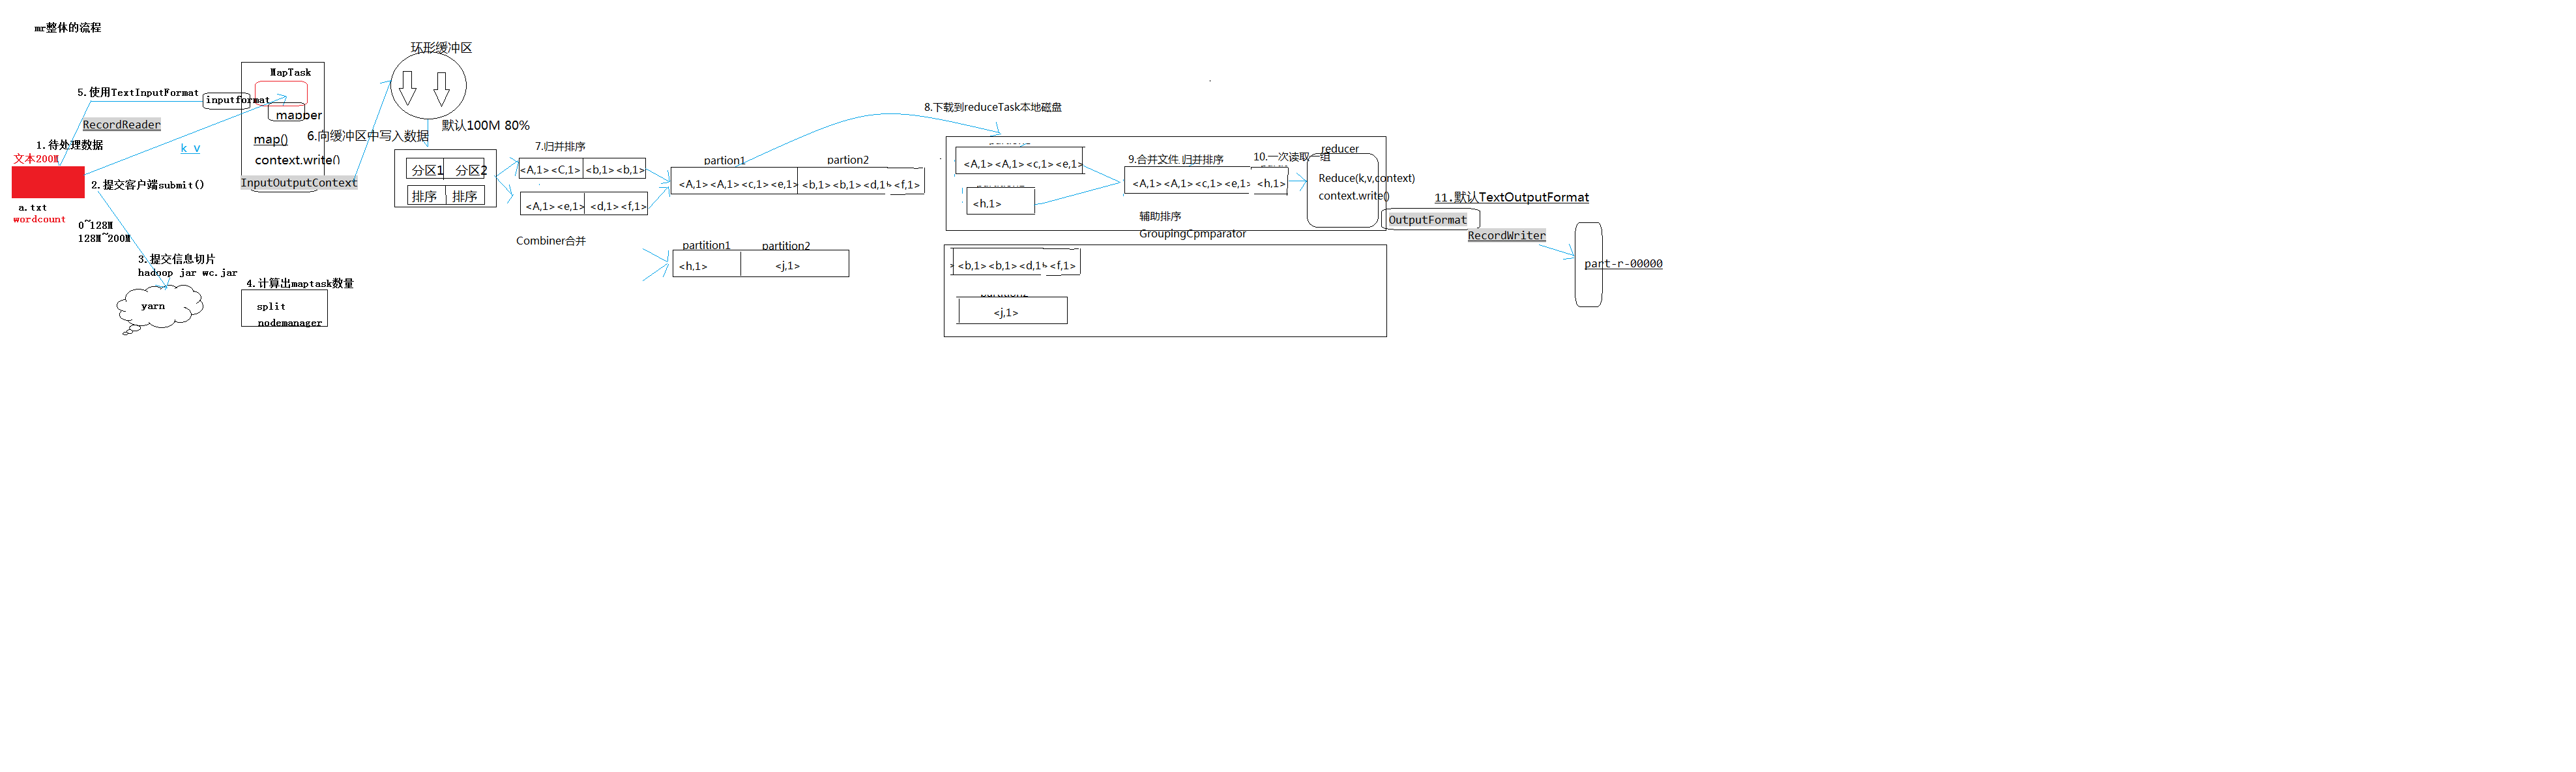 mr整体的流程
环形缓冲区
MapTask
5.使用TextInputFormat
inputformat
mapper
RecordReader
map()
6.向缓冲区中写入数据
默认100M 80%
1.待处理数据
文本200M
k v
context.write()
InputOutputContext
2.提交客户端submit()
a.txt
wordcount
0~128M
128M~200M
3.提交信息切片
hadoop jar wc.jar
yarn
4.计算出maptask数量
split
nodemanager
分区1 分区2
排序 排序
7.归并排序
<A,1><C,1> <b,1><b,1>
<A,1><e,1> <d,1><f,1>
Combiner合并
partion1 partion2
<A,1><A,1><c,1><e,1> <b,1><b,1><d,1> <f,1>
partition1 partition2
<h,1> <j,1>
8.下载到reduceTask本地磁盘
<A,1><A,1><c,1><e,1>
<h,1>
9.合并文件 归并排序
<A,1><A,1><c,1><e,1> <h,1>
10.一次读取一组
reducer
Reduce(k,v,context)
context.write()
辅助排序
GroupingCpmparator
<b,1><b,1><d,1> <f,1>
<j,1>
11.默认TextOutputFormat
OutputFormat
RecordWriter
part-r-00000